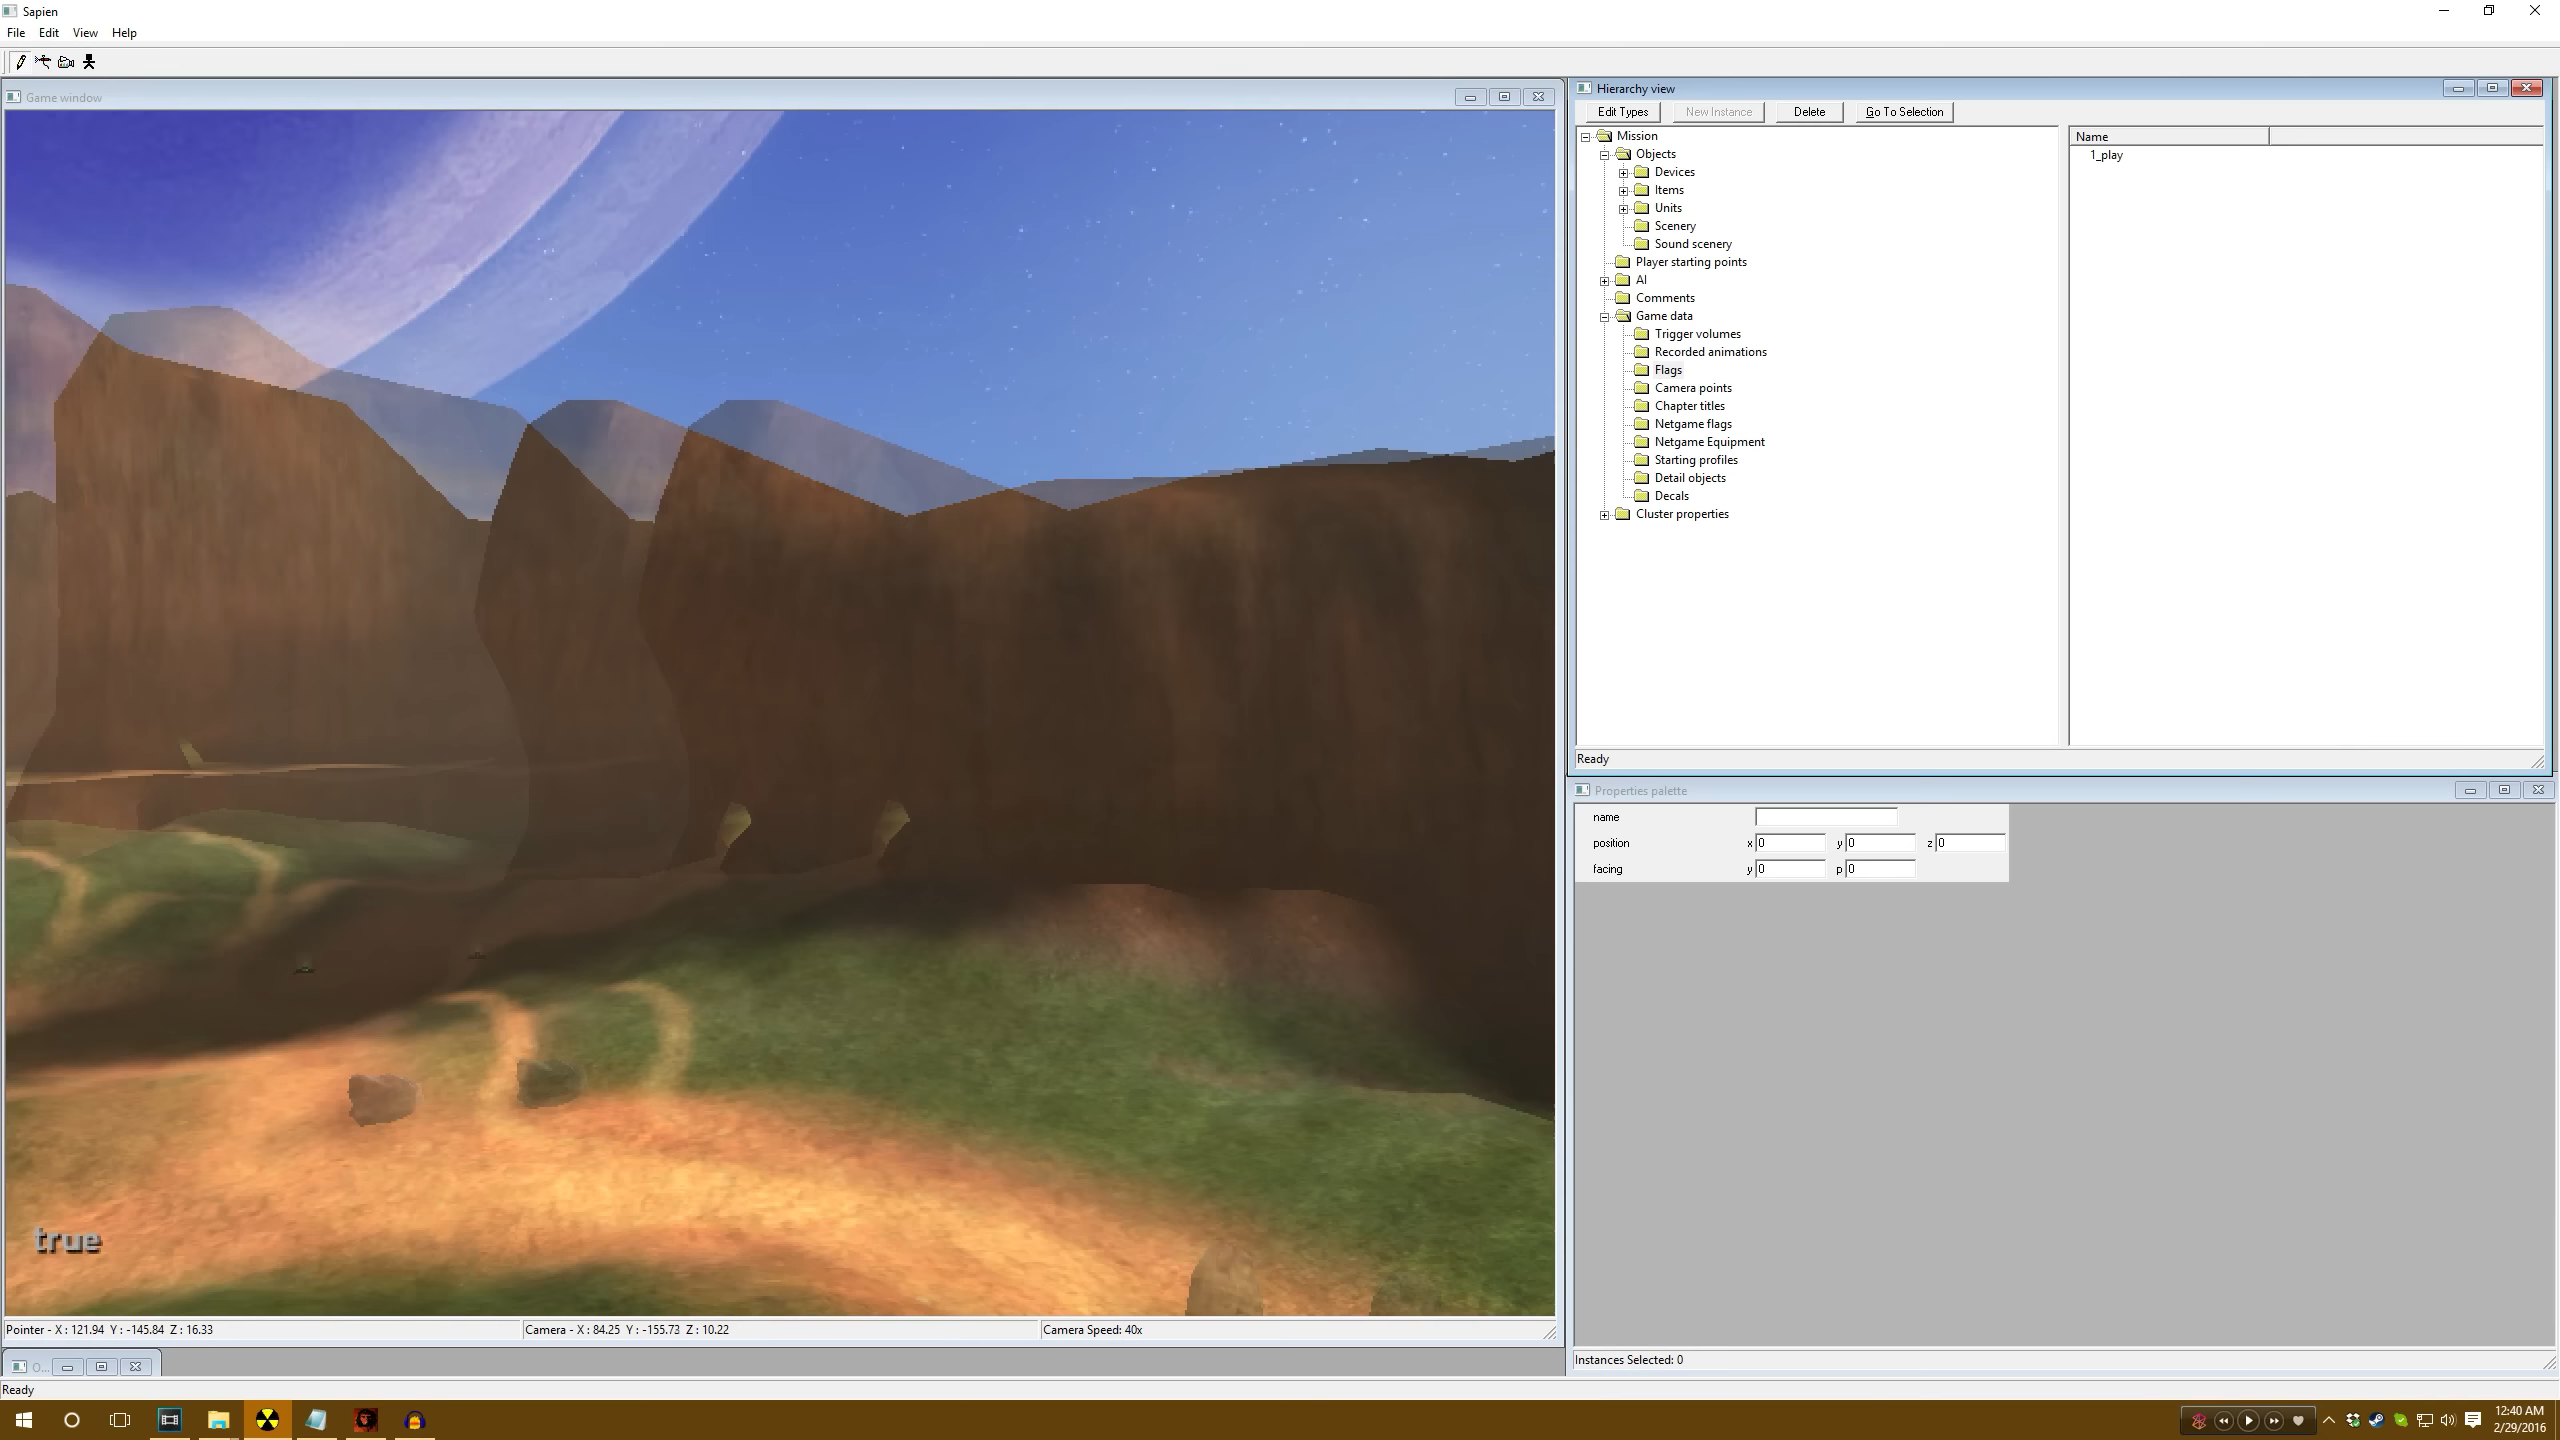 Sapien
File Edit View Help
Game window
true
Pointer - X : 121.94 Y : -145.84 Z : 16.33
Camera - X : 84.25 Y : -155.73 Z : 10.22
Camera Speed: 40x
O...
Ready
Hierarchy view
Edit Types New Instance Delete Go To Selection
Mission
Objects
Devices
Items
Units
Scenery
Sound scenery
Player starting points
AI
Comments
Game data
Trigger volumes
Recorded animations
Flags
Camera points
Chapter titles
Netgame flags
Netgame Equipment
Starting profiles
Detail objects
Decals
Cluster properties
Name
1_play
Ready
Properties palette
name
position x 0 y 0 z 0
facing y 0 p 0
Instances Selected: 0
12:40 AM
2/29/2016